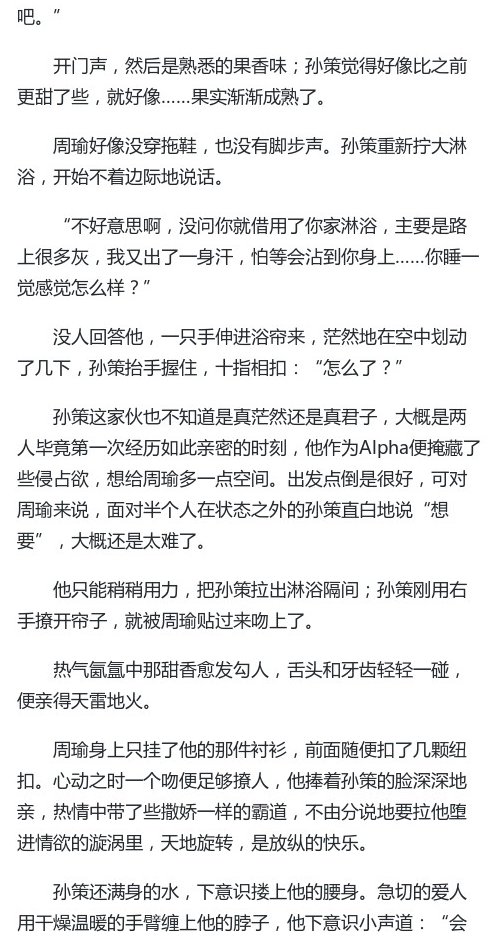 吧。”
开门声，然后是熟悉的果香味；孙策觉得好像比之前
更甜了些，就好像......果实渐渐成熟了。
周瑜好像没穿拖鞋，也没有脚步声。孙策重新拧大淋
浴，开始不着边际地说话。
“不好意思啊，没问你就借用了你家淋浴，主要是路
上很多灰，我又出了一身汗，怕等会沾到你身上......你睡一
觉感觉怎么样？”
没人回答他，一只手伸进浴帘来，茫然地在空中划动
了几下，孙策抬手握住，十指相扣：“怎么了？”
孙策这家伙也不知道是真茫然还是真君子，大概是两
人毕竟第一次经历如此亲密的时刻，他作为Alpha便掩藏了
些侵占欲，想给周瑜多一点空间。出发点倒是很好，可对
周瑜来说，面对半个人在状态之外的孙策直白地说“想
要”，大概还是太难了。
他只能稍稍用力，把孙策拉出淋浴隔间；孙策刚用右
手撩开帘子，就被周瑜贴过来吻上了。
热气氤氲中那甜香愈发勾人，舌头和牙齿轻轻一碰，
便亲得天雷地火。
周瑜身上只挂了他的那件衬衫，前面随便扣了几颗纽
扣。心动之时一个吻便足够撩人，他捧着孙策的脸深深地
亲，热情中带了些撒娇一样的霸道，不由分说地要拉他堕
进情欲的漩涡里，天地旋转，是放纵的快乐。
孙策还满身的水，下意识搂上他的腰身。急切的爱人
用干燥温暖的手臂缠上他的脖子，他下意识小声道：“会